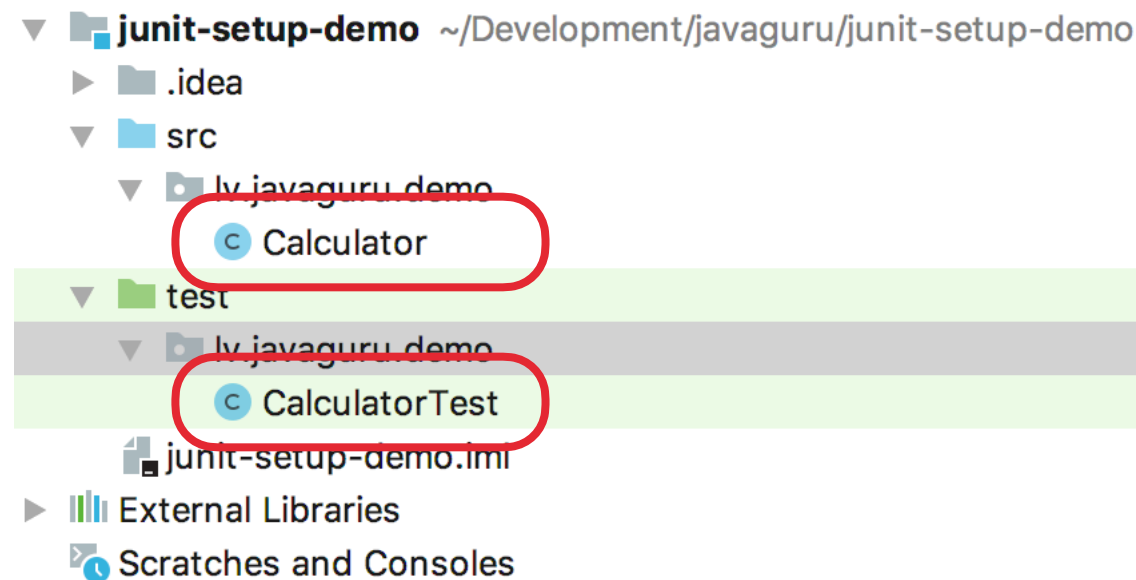 junit-setup-demo ~/Development/javaguru/junit-setup-demo
.idea
src
lv.javaguru.demo
C Calculator
test
lv.javaguru.demo
C CalculatorTest
junit-setup-demo.iml
External Libraries
Scratches and Consoles